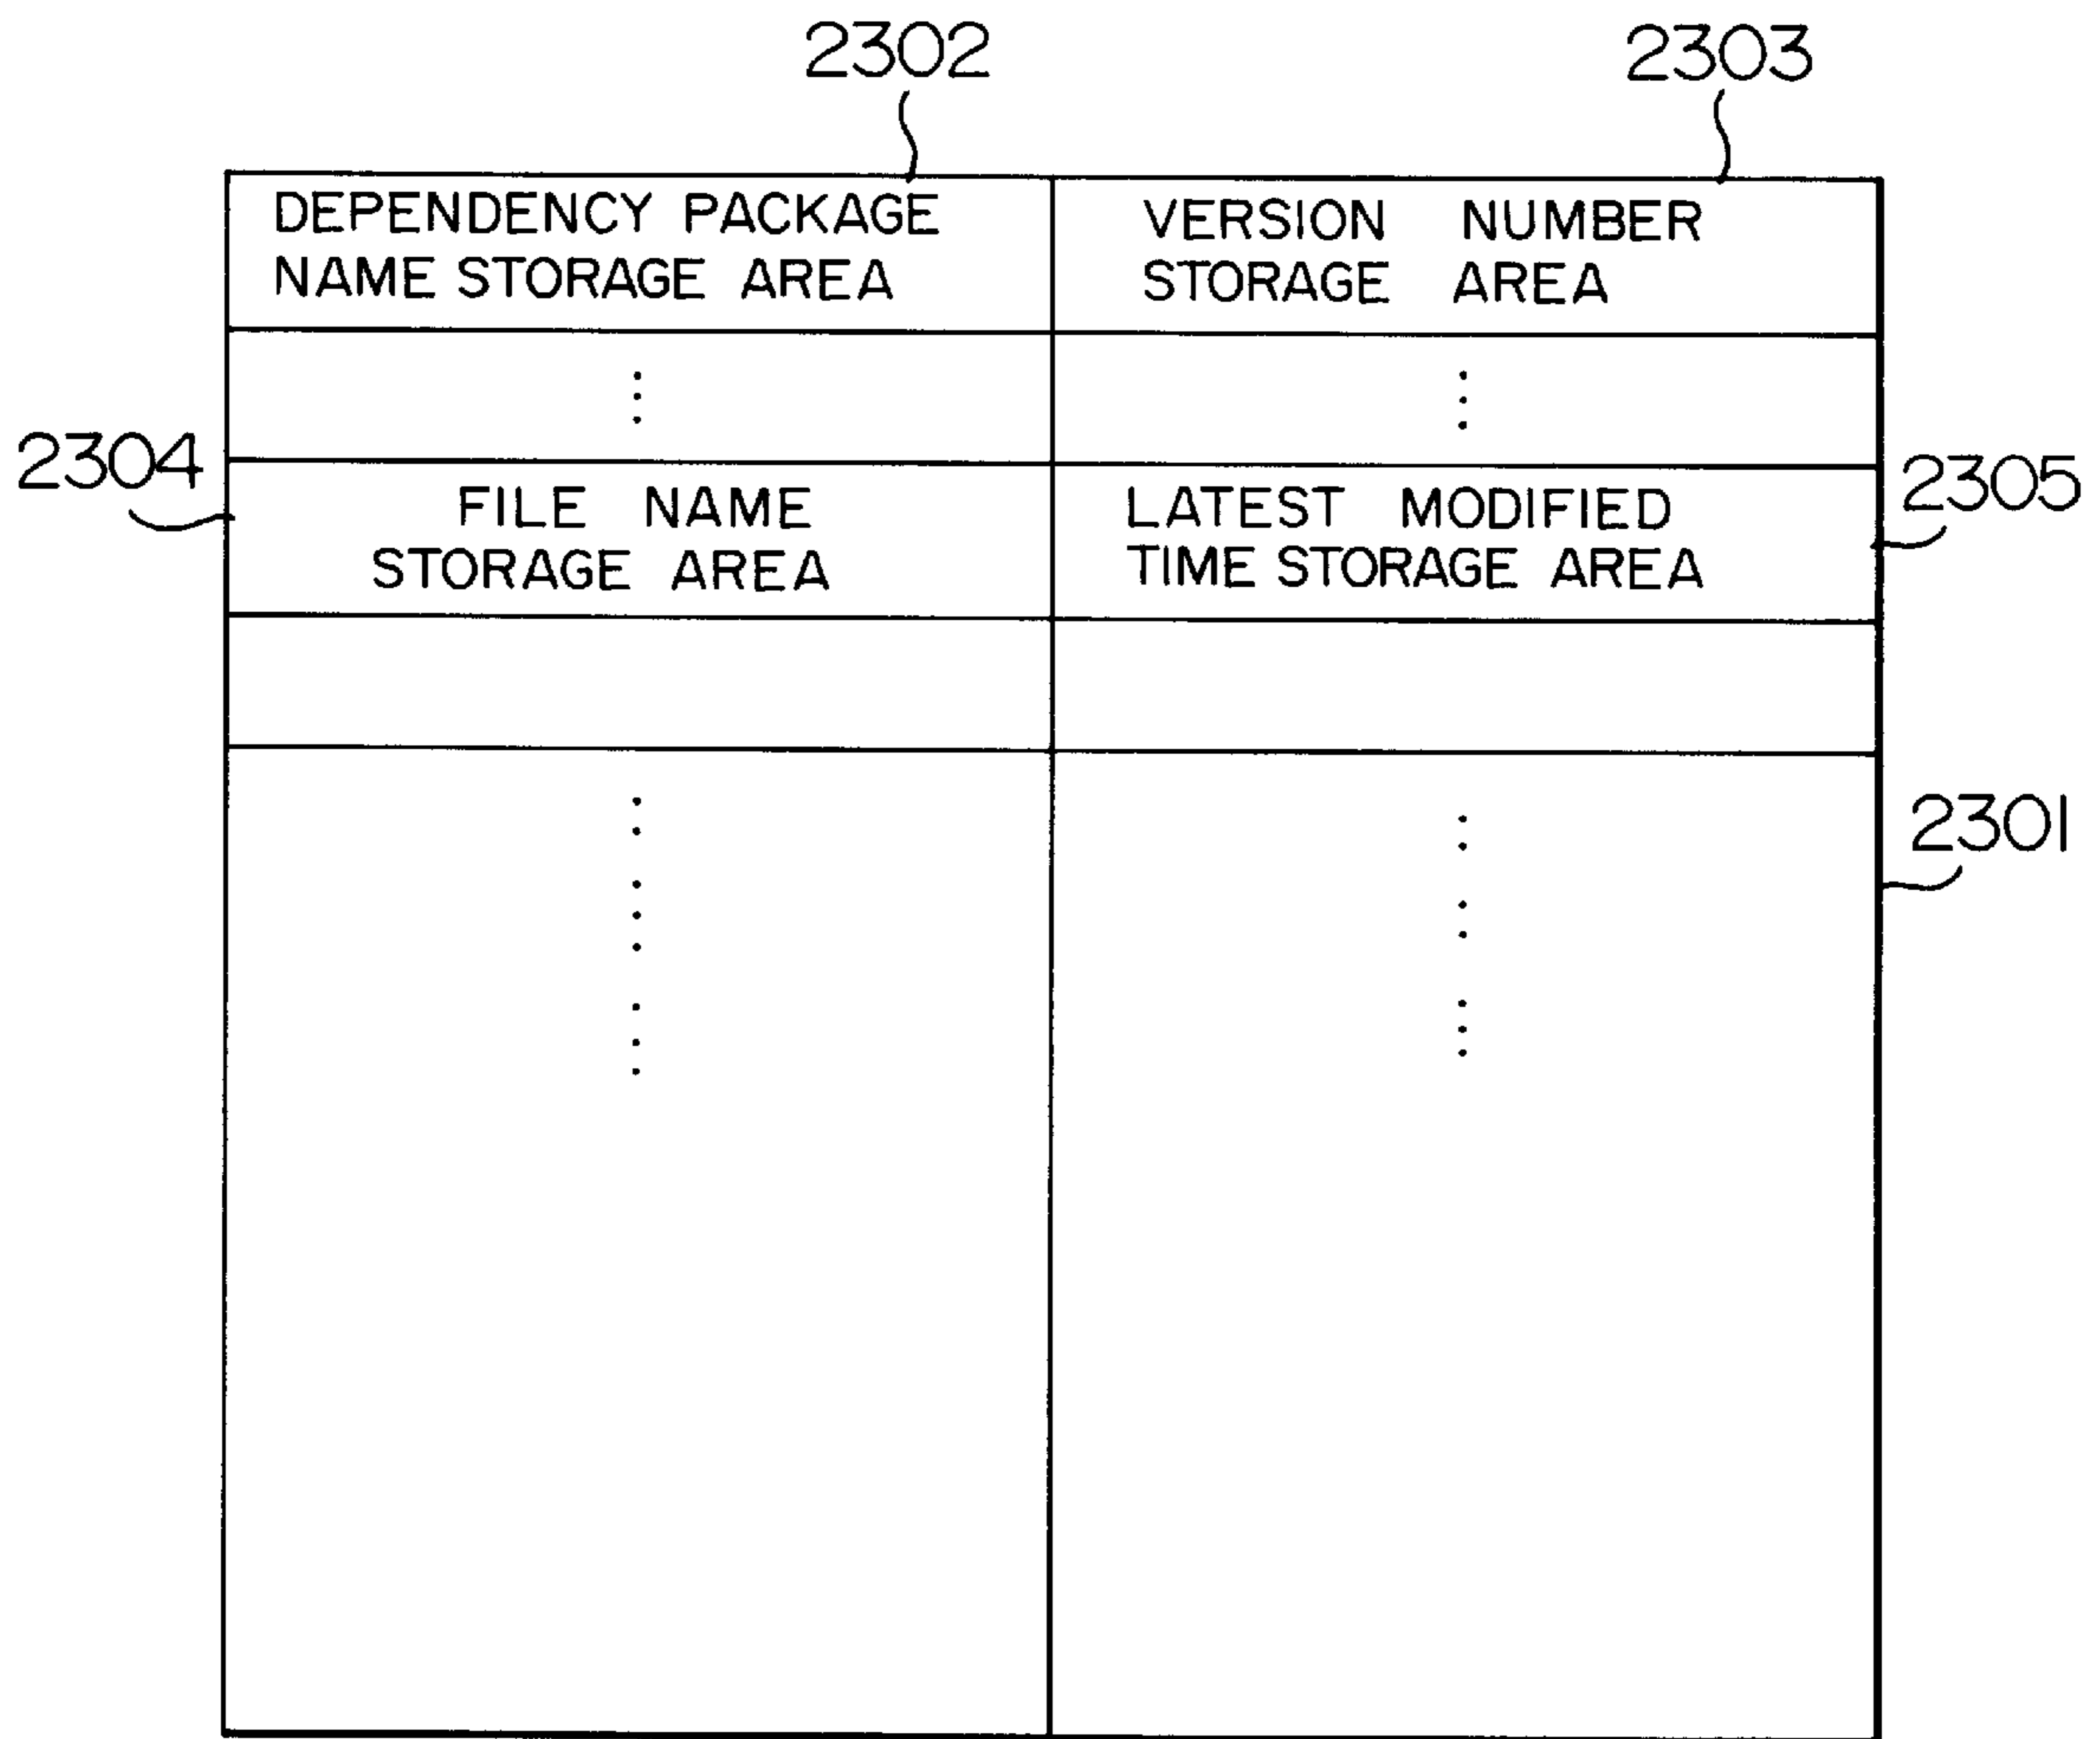 2302
2303
DEPENDENCY PACKAGE
NAME STORAGE AREA
VERSION NUMBER
STORAGE AREA
2304
FILE NAME
STORAGE AREA
LATEST MODIFIED
TIME STORAGE AREA
2305
2301